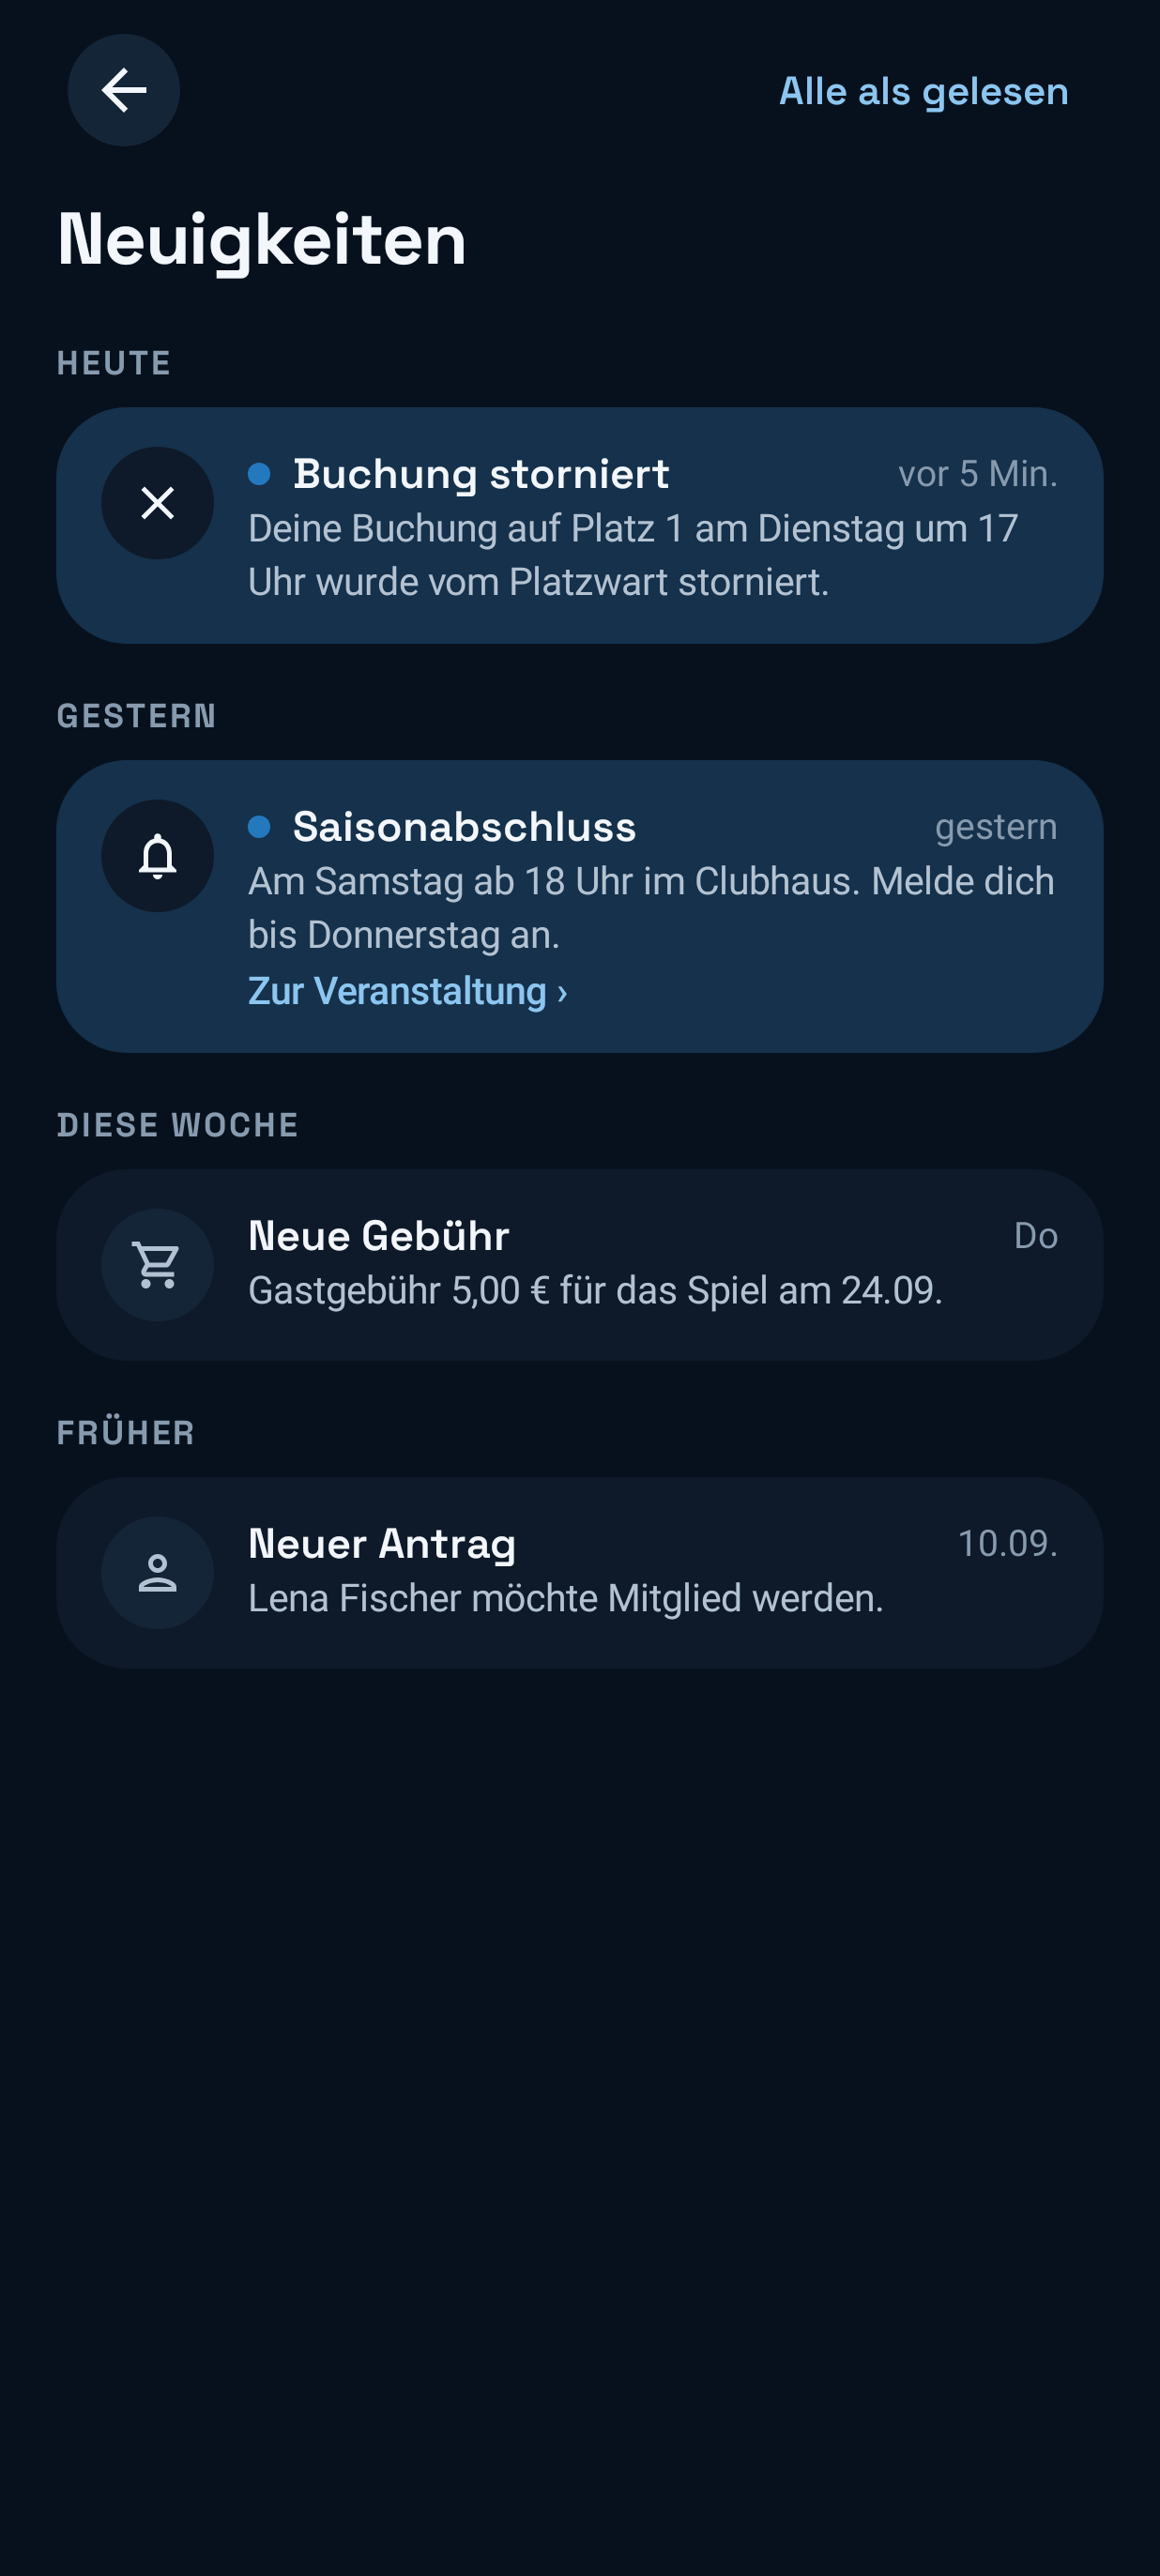 Alle als gelesen
Neuigkeiten
HEUTE
Buchung storniert vor 5 Min.
Deine Buchung auf Platz 1 am Dienstag um 17
Uhr wurde vom Platzwart storniert.
GESTERN
Saisonabschluss gestern
Am Samstag ab 18 Uhr im Clubhaus. Melde dich
bis Donnerstag an.
Zur Veranstaltung ›
DIESE WOCHE
Neue Gebühr Do
Gastgebühr 5,00 € für das Spiel am 24.09.
FRÜHER
Neuer Antrag 10.09.
Lena Fischer möchte Mitglied werden.